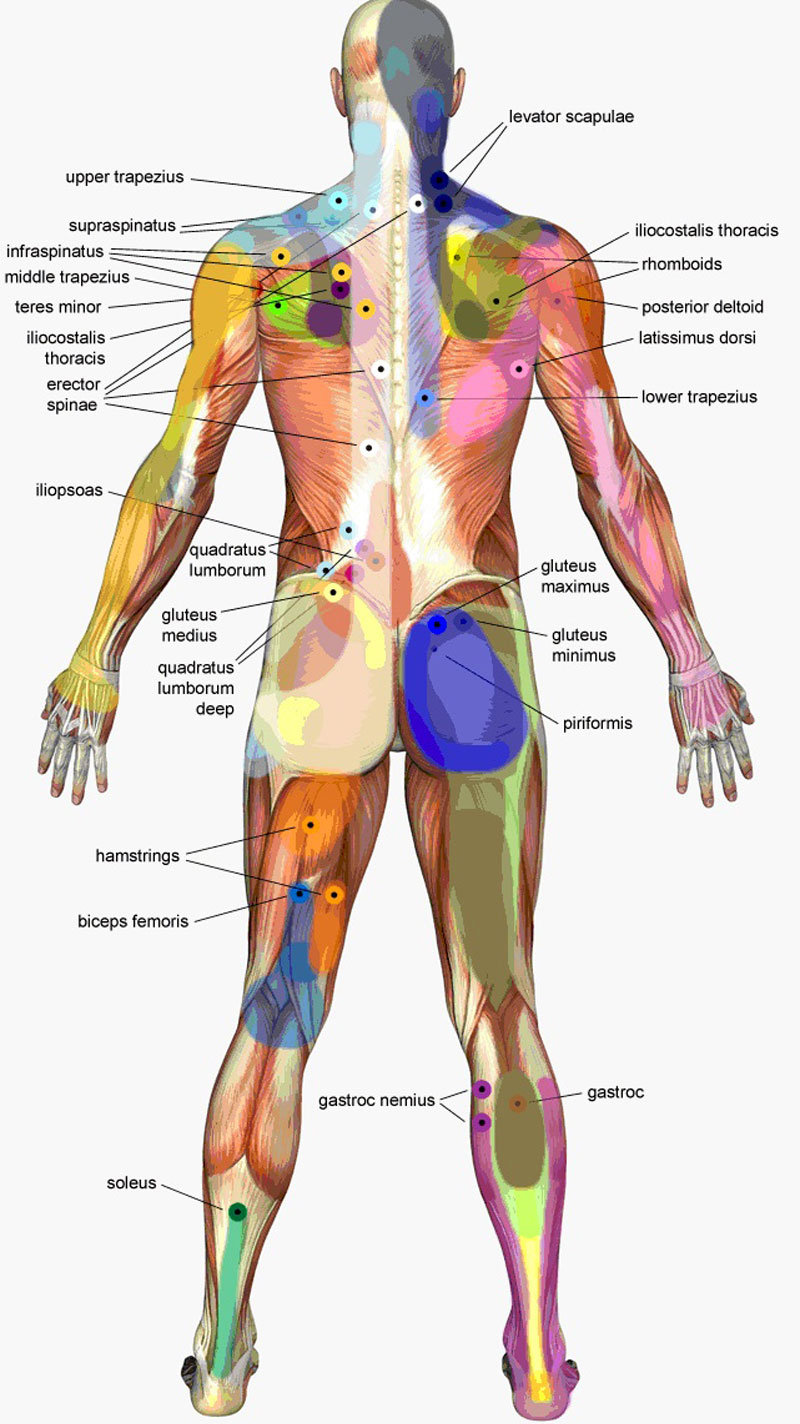 levator scapulae
upper trapezius
supraspinatus
iliocostalis thoracis
infraspinatus
rhomboids
middle trapezius
teres minor
posterior deltoid
iliocostalis
thoracis
latissimus dorsi
erector
spinae
lower trapezius
iliopsoas
quadratus
lumborum
gluteus
maximus
gluteus
medius
gluteus
minimus
quadratus
lumborum
deep
piriformis
hamstrings
biceps femoris
gastroc nemius
gastroc
soleus